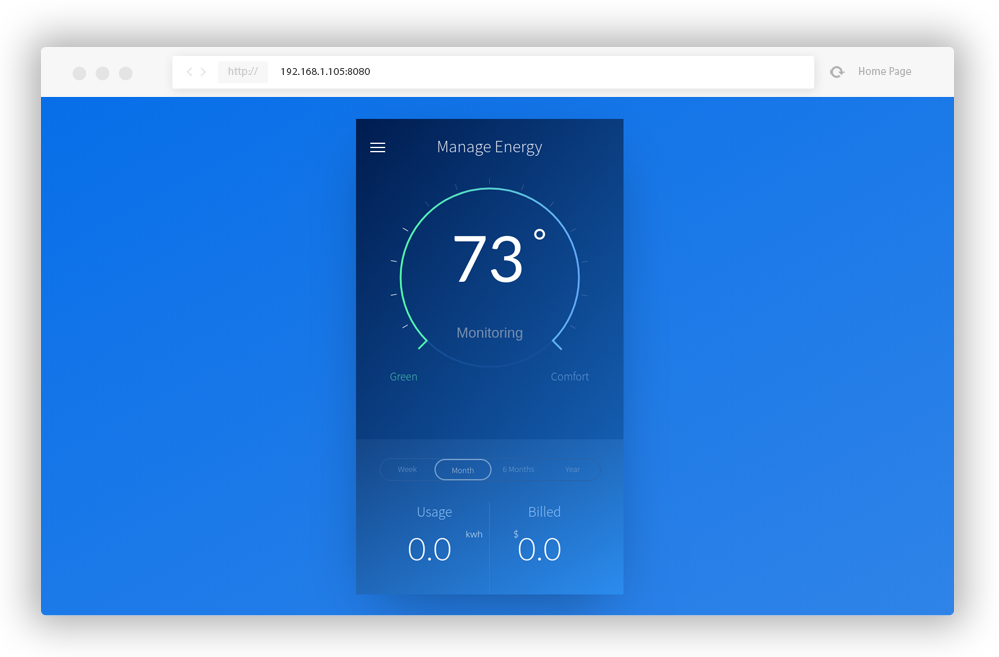 http:// 192.168.1.105:8080 Home Page
Manage Energy
73°
Monitoring
Green Comfort
Week Month 6 Months Year
Usage Billed
0.0 kwh $0.0